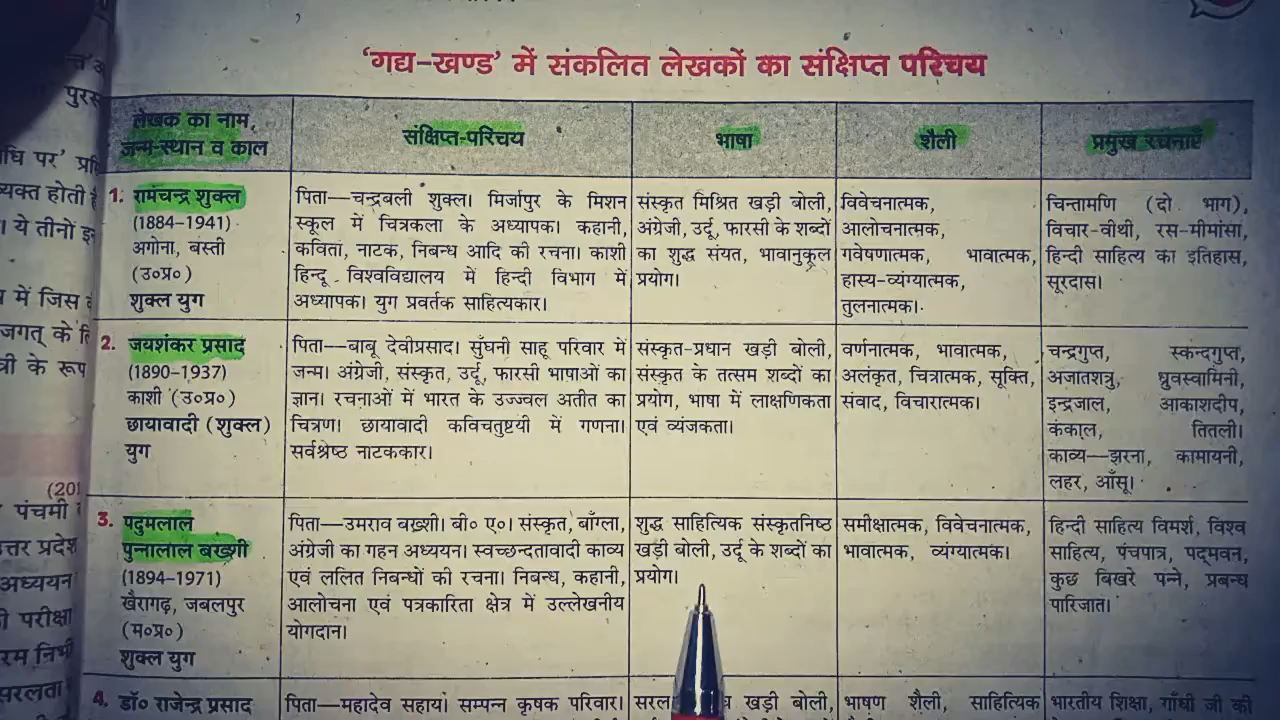 ‘गद्य-खण्ड’ में संकलित लेखकों का संक्षिप्त परिचय
लेखक का नाम,
जन्म-स्थान व काल
संक्षिप्त-परिचय
भाषा
शैली
प्रमुख रचनाएँ
1. रामचन्द्र शुक्ल
(1884-1941)
अगोना, बस्ती
(उ०प्र०)
शुक्ल युग
पिता—चन्द्रबली शुक्ल। मिर्जापुर के मिशन
स्कूल में चित्रकला के अध्यापक। कहानी,
कविता, नाटक, निबन्ध आदि की रचना। काशी
हिन्दू विश्वविद्यालय में हिन्दी विभाग में
अध्यापक। युग प्रवर्तक साहित्यकार।
संस्कृत मिश्रित खड़ी बोली,
अंग्रेजी, उर्दू, फारसी के शब्दों
का शुद्ध संयत, भावानुकूल
प्रयोग।
विवेचनात्मक,
आलोचनात्मक,
गवेषणात्मक, भावात्मक,
हास्य-व्यंग्यात्मक,
तुलनात्मक।
चिन्तामणि (दो भाग),
विचार-वीथी, रस-मीमांसा,
हिन्दी साहित्य का इतिहास,
सूरदास।
2. जयशंकर प्रसाद
(1890-1937)
काशी (उ०प्र०)
छायावादी (शुक्ल)
युग
पिता—बाबू देवीप्रसाद। सुँघनी साहू परिवार में
जन्म। अंग्रेजी, संस्कृत, उर्दू, फारसी भाषाओं का
ज्ञान। रचनाओं में भारत के उज्ज्वल अतीत का
चित्रण। छायावादी कविचतुष्टयी में गणना।
सर्वश्रेष्ठ नाटककार।
संस्कृत-प्रधान खड़ी बोली,
संस्कृत के तत्सम शब्दों का
प्रयोग, भाषा में लाक्षणिकता
एवं व्यंजकता।
वर्णनात्मक, भावात्मक,
अलंकृत, चित्रात्मक, सूक्ति,
संवाद, विचारात्मक।
चन्द्रगुप्त, स्कन्दगुप्त,
अजातशत्रु, ध्रुवस्वामिनी,
इन्द्रजाल, आकाशदीप,
कंकाल, तितली।
काव्य—झरना, कामायनी,
लहर, आँसू।
3. पदुमलाल
पुन्नालाल बख्शी
(1894-1971)
खैरागढ़, जबलपुर
(म०प्र०)
शुक्ल युग
पिता—उमराव बख़्शी। बी० ए०। संस्कृत, बाँग्ला,
अंग्रेजी का गहन अध्ययन। स्वच्छन्दतावादी काव्य
एवं ललित निबन्धों की रचना। निबन्ध, कहानी,
आलोचना एवं पत्रकारिता क्षेत्र में उल्लेखनीय
योगदान।
शुद्ध साहित्यिक संस्कृतनिष्ठ
खड़ी बोली, उर्दू के शब्दों का
प्रयोग।
समीक्षात्मक, विवेचनात्मक,
भावात्मक, व्यंग्यात्मक।
हिन्दी साहित्य विमर्श, विश्व
साहित्य, पंचपात्र, पद्मवन,
कुछ बिखरे पन्ने, प्रबन्ध
पारिजात।
4. डॉ० राजेन्द्र प्रसाद
पिता—महादेव सहाय। सम्पन्न कृषक परिवार।
सरल खड़ी बोली,
भाषण शैली, साहित्यिक
भारतीय शिक्षा, गाँधी जी की